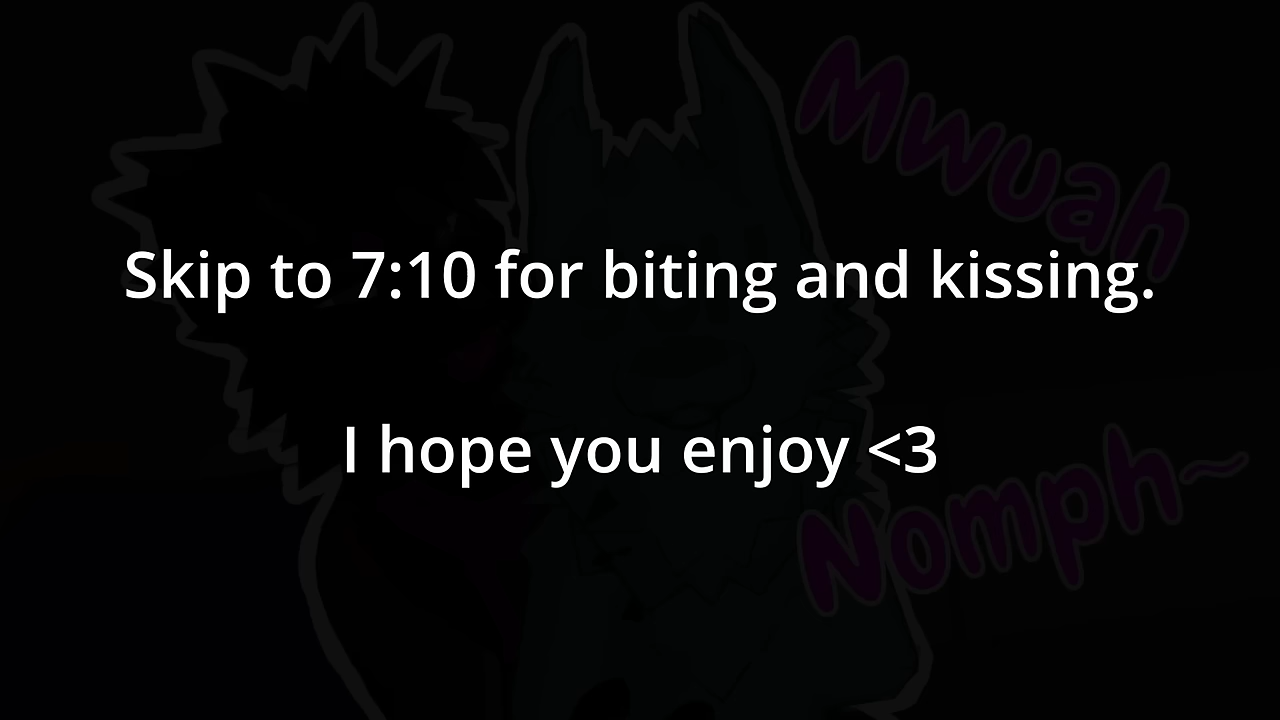 Mwuah
Skip to 7:10 for biting and kissing.
I hope you enjoy <3
Nomph~